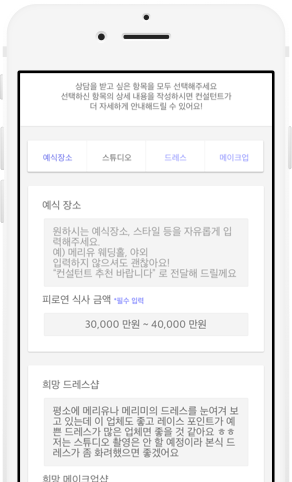 상담을 받고 싶은 항목을 모두 선택해주세요
선택하신 항목의 상세 내용을 작성하시면 컨설턴트가
더 자세하게 안내해드릴 수 있어요!
예식장소 스튜디오 드레스 메이크업
예식 장소
원하시는 예식장소, 스타일 등을 자유롭게 입
력해주세요.
예) 메리유 웨딩홀, 야외
입력하지 않으셔도 괜찮아요!
"컨설턴트 추천 바랍니다" 로 전달해 드릴께요
피로연 식사 금액 *필수 입력
30,000 만원 ~ 40,000 만원
희망 드레스샵
평소에 메리유나 메리미의 드레스를 눈여겨 보
고 있는데 이 업체도 좋고 레이스 포인트가 예
쁜 드레스가 많은 업체면 좋을 것 같아요 ㅎㅎ
저는 스튜디오 촬영은 안 할 예정이라 본식 드
레스가 좀 화려했으면 좋겠어요
희망 메이크업샵